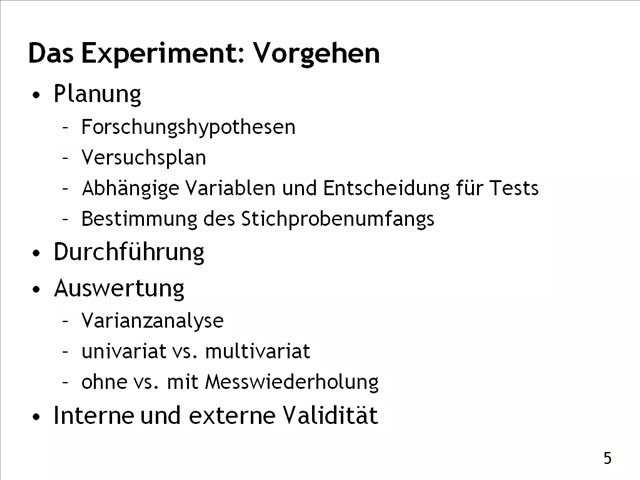 Das Experiment: Vorgehen
• Planung
– Forschungshypothesen
– Versuchsplan
– Abhängige Variablen und Entscheidung für Tests
– Bestimmung des Stichprobenumfangs
• Durchführung
• Auswertung
– Varianzanalyse
– univariat vs. multivariat
– ohne vs. mit Messwiederholung
• Interne und externe Validität
5